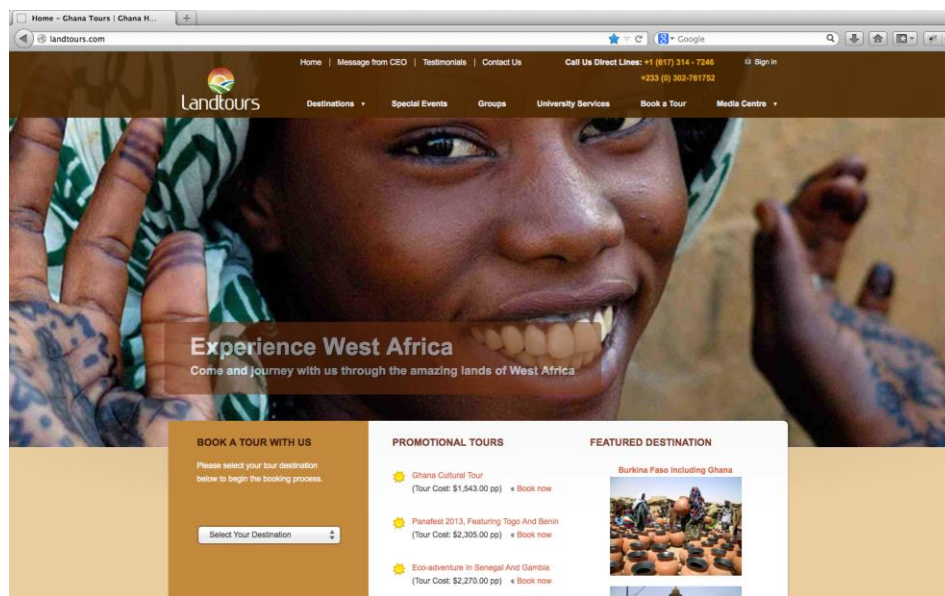 Home - Ghana Tours | Ghana H...
landtours.com
Google
Home | Message from CEO | Testimonials | Contact Us
Call Us Direct Lines: +1 (617) 314 - 7246
+233 (0) 302-761752
Sign In
Landtours
Destinations
Special Events
Groups
University Services
Book a Tour
Media Centre
Experience West Africa
Come and journey with us through the amazing lands of West Africa
BOOK A TOUR WITH US
Please select your tour destination
below to begin the booking process.
Select Your Destination
PROMOTIONAL TOURS
Ghana Cultural Tour
(Tour Cost: $1,543.00 pp) « Book now
Panafest 2013, Featuring Togo And Benin
(Tour Cost: $2,305.00 pp) « Book now
Eco-adventure In Senegal And Gambia
(Tour Cost: $2,270.00 pp) « Book now
FEATURED DESTINATION
Burkina Faso Including Ghana